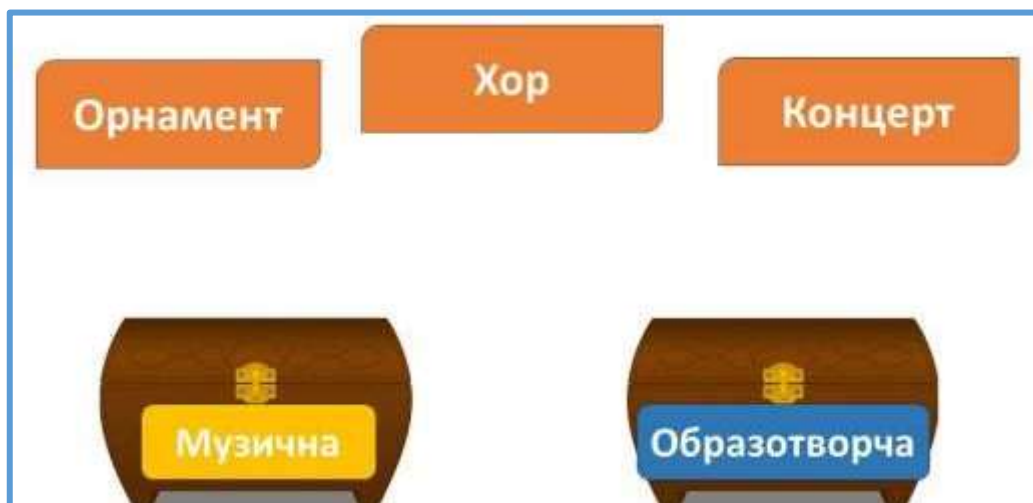 Орнамент
Хор
Концерт
Музична
Образотворча